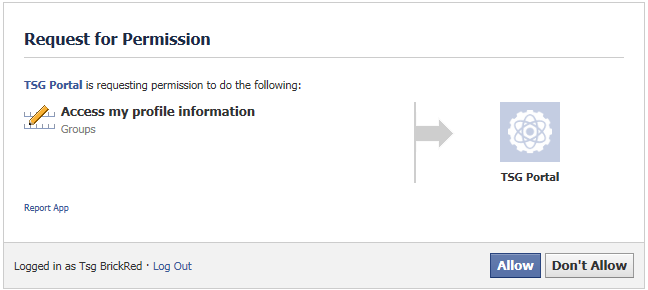 Request for Permission
TSG Portal is requesting permission to do the following:
Access my profile information
Groups
TSG Portal
Report App
Logged in as Tsg BrickRed · Log Out
Allow
Don't Allow